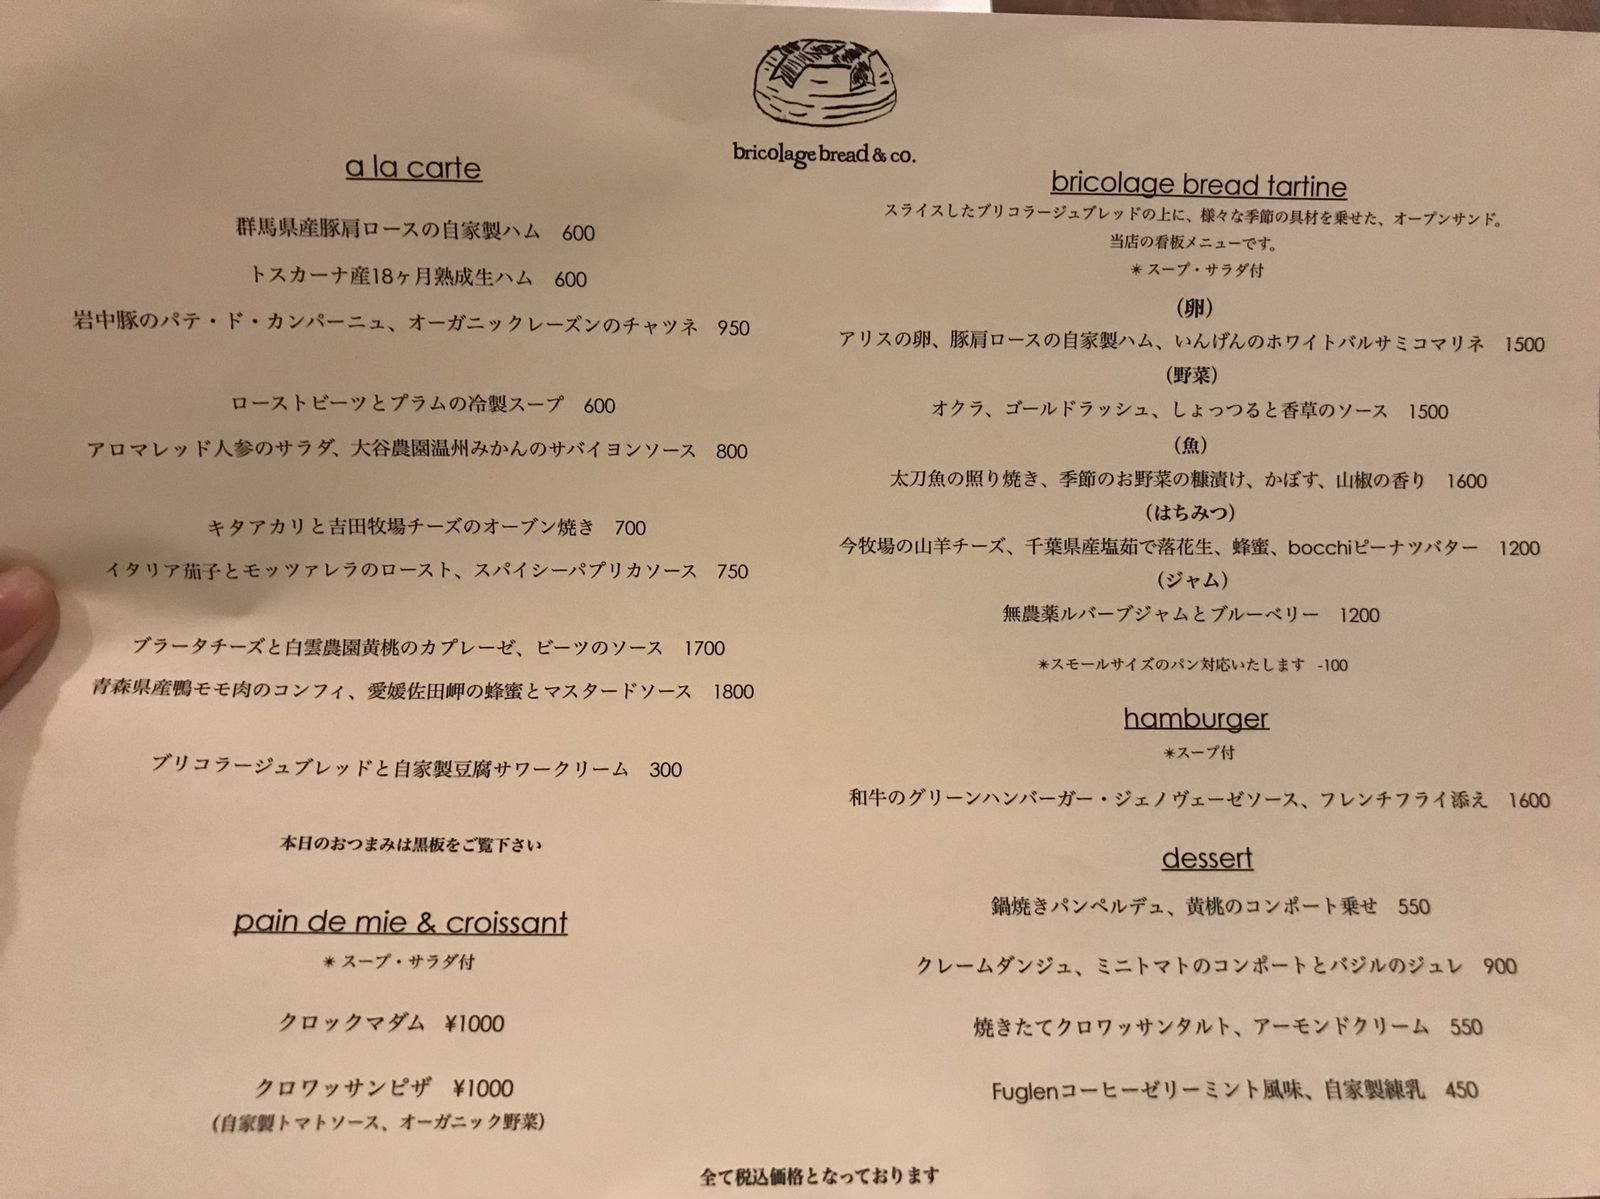 bricolage bread & co.
a la carte
群馬県産豚肩ロースの自家製ハム 600
トスカーナ産18ヶ月熟成生ハム 600
岩中豚のパテ・ド・カンパーニュ、オーガニックレーズンのチャツネ 950
ローストビーツとプラムの冷製スープ 600
アロマレッド人参のサラダ、大谷農園温州みかんのサバイヨンソース 800
キタアカリと吉田牧場チーズのオーブン焼き 700
イタリア茄子とモッツァレラのロースト、スパイシーパプリカソース 750
ブラータチーズと白雲農園黄桃のカプレーゼ、ビーツのソース 1700
青森県産鴨モモ肉のコンフィ、愛媛佐田岬の蜂蜜とマスタードソース 1800
ブリコラージュブレッドと自家製豆腐サワークリーム 300
本日のおつまみは黒板をご覧下さい
pain de mie & croissant
＊スープ・サラダ付
クロックマダム ¥1000
クロワッサンピザ ¥1000
(自家製トマトソース、オーガニック野菜)
bricolage bread tartine
スライスしたブリコラージュブレッドの上に、様々な季節の具材を乗せた、オープンサンド。
当店の看板メニューです。
＊スープ・サラダ付
（卵）
アリスの卵、豚肩ロースの自家製ハム、いんげんのホワイトバルサミコマリネ 1500
（野菜）
オクラ、ゴールドラッシュ、しょっつると香草のソース 1500
（魚）
太刀魚の照り焼き、季節のお野菜の糠漬け、かぼす、山椒の香り 1600
（はちみつ）
今牧場の山羊チーズ、千葉県産塩茹で落花生、蜂蜜、bocchiピーナツバター 1200
（ジャム）
無農薬ルバーブジャムとブルーベリー 1200
＊スモールサイズのパン対応いたします -100
hamburger
＊スープ付
和牛のグリーンハンバーガー・ジェノヴェーゼソース、フレンチフライ添え 1600
dessert
鍋焼きパンペルデュ、黄桃のコンポート乗せ 550
クレームダンジュ、ミニトマトのコンポートとバジルのジュレ 900
焼きたてクロワッサンタルト、アーモンドクリーム 550
Fuglenコーヒーゼリーミント風味、自家製練乳 450
全て税込価格となっております